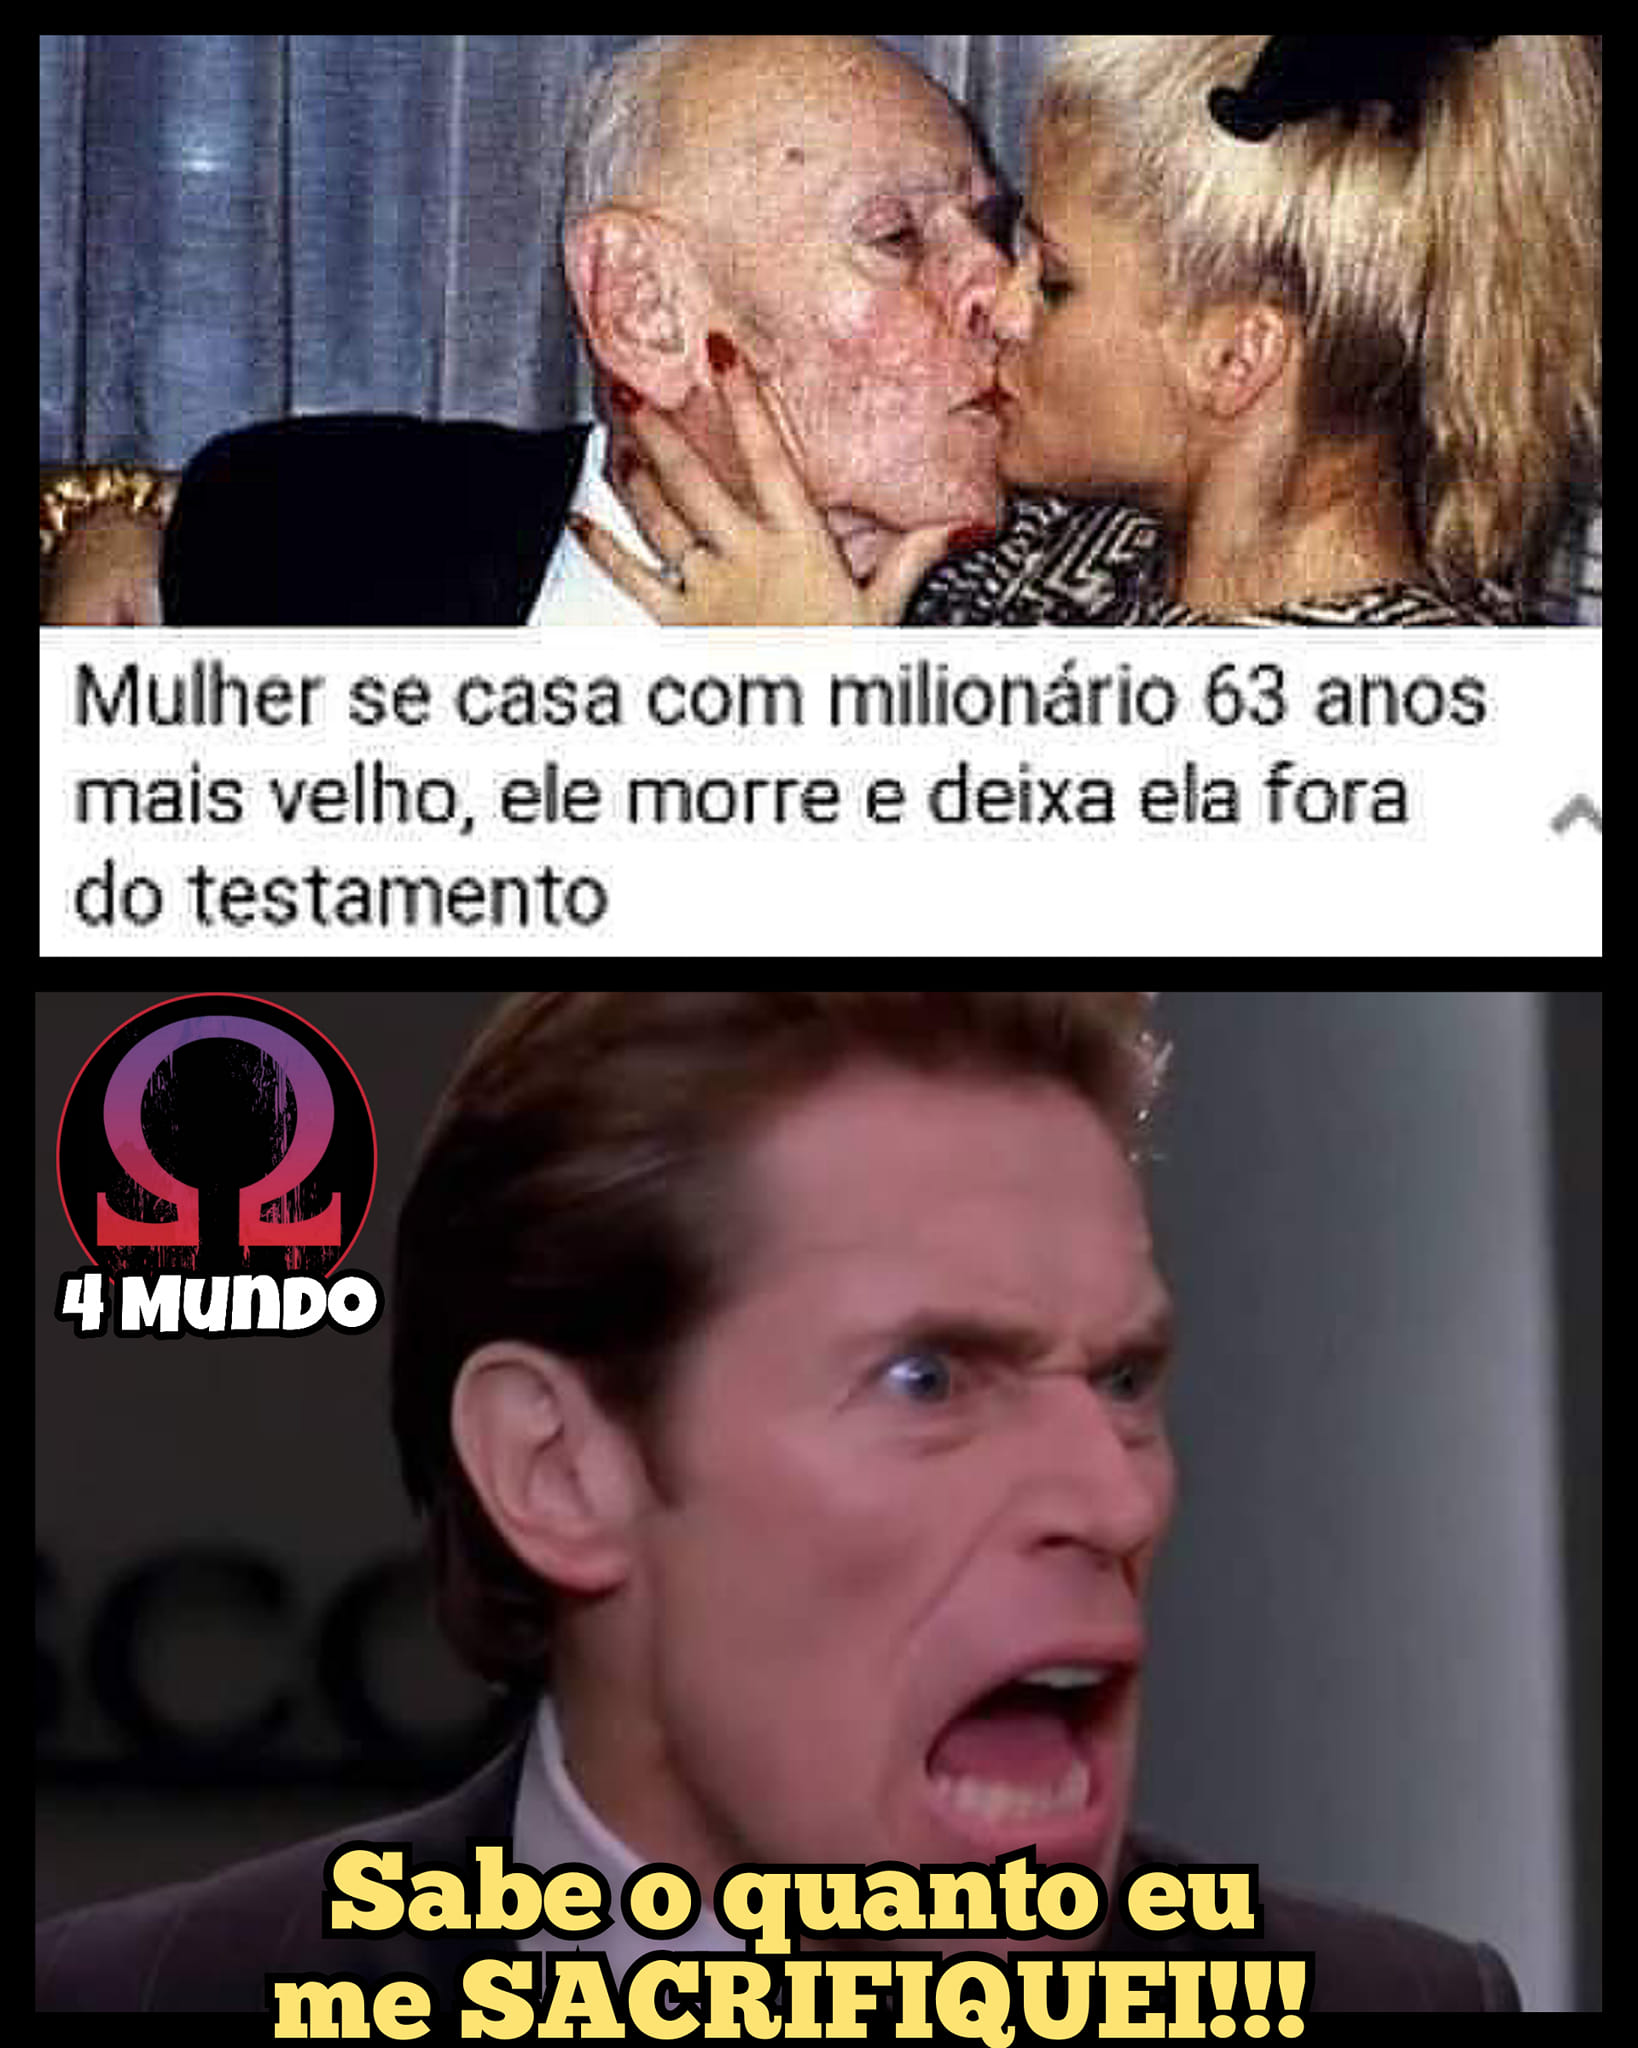 Mulher se casa com milionário 63 anos
mais velho, ele morre e deixa ela fora
do testamento
Ω
4 MUNDO
CO
Sabe o quanto eu
me SACRIFIQUEI!!!